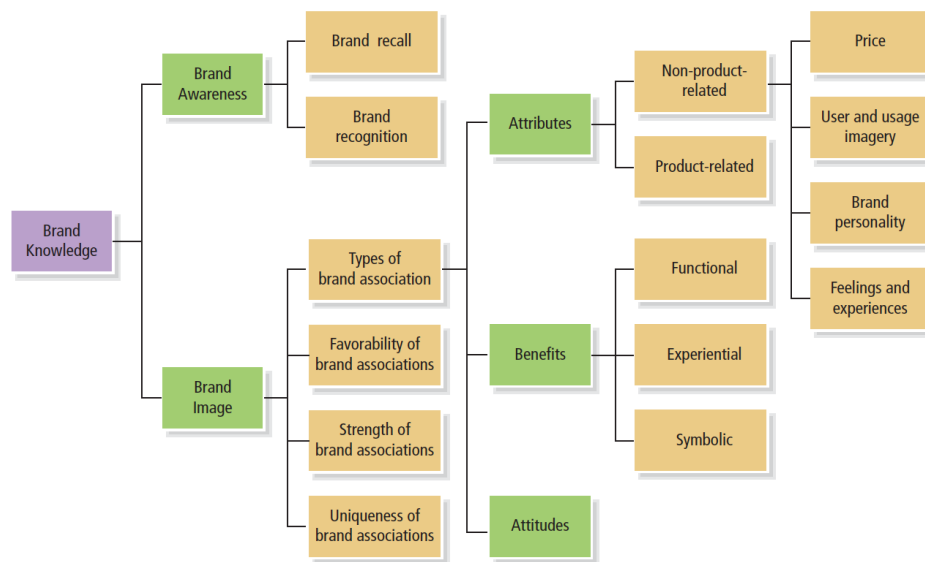 Brand
Knowledge
Brand
Awareness
Brand recall
Brand
recognition
Brand
Image
Types of
brand association
Favorability of
brand associations
Strength of
brand associations
Uniqueness of
brand associations
Attributes
Non-product-
related
Product-related
Price
User and usage
imagery
Brand
personality
Feelings and
experiences
Benefits
Functional
Experiential
Symbolic
Attitudes